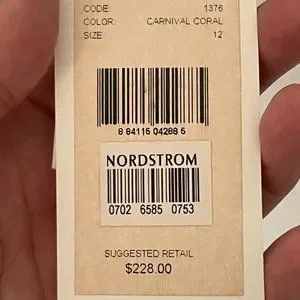 CODE: 1376
COLOR: CARNIVAL CORAL
SIZE 12
8 84115 04288 5
NORDSTROM
0702 6585 0753
SUGGESTED RETAIL
$228.00